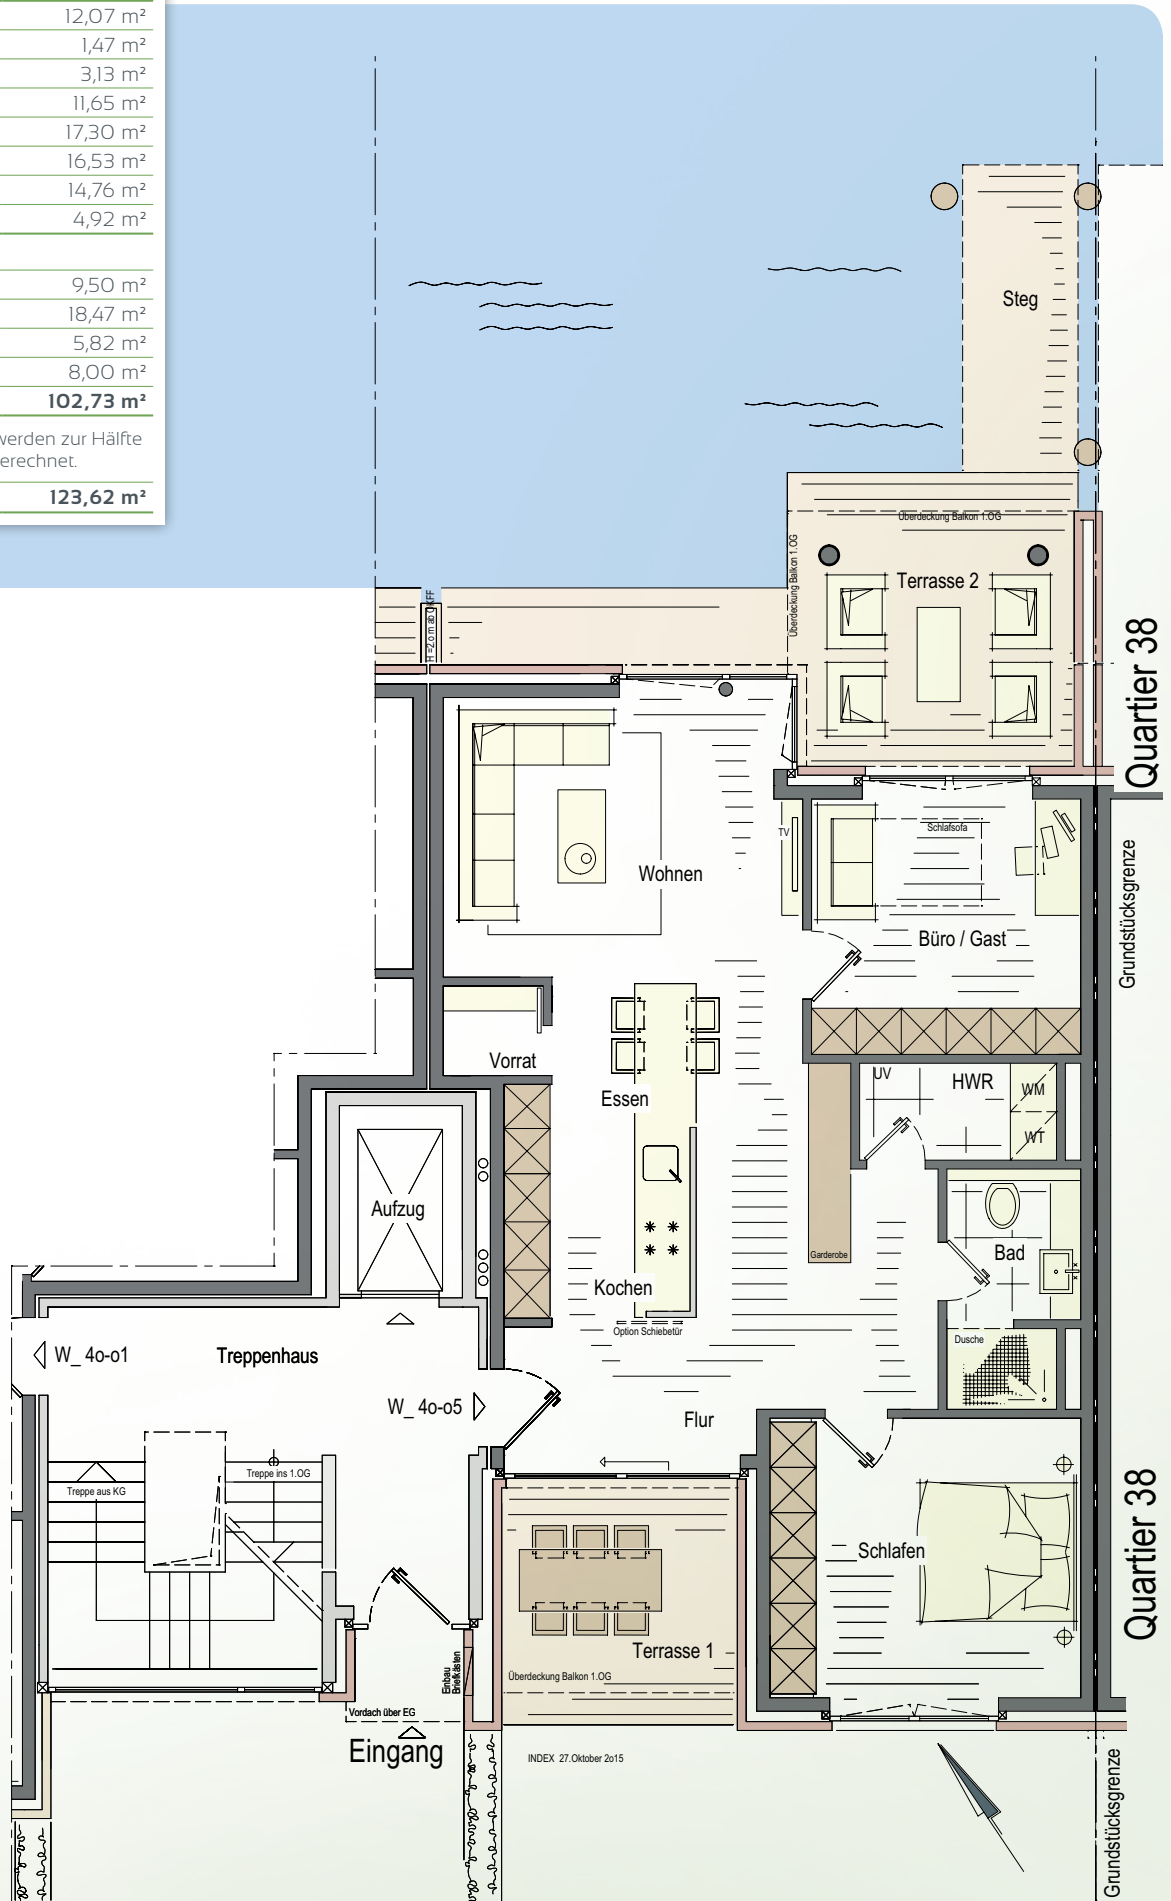 12,07 m²
1,47 m²
3,13 m²
11,65 m²
17,30 m²
16,53 m²
14,76 m²
4,92 m²
9,50 m²
18,47 m²
5,82 m²
8,00 m²
102,73 m²
werden zur Hälfte
erechnet.
123,62 m²
Steg
Überdeckung Balkon 1.OG
Überdeckung Balkon 1.OG
Terrasse 2
Quartier 38
TV
Schlafsofa
Wohnen
Büro / Gast
Grundstücksgrenze
Vorrat
Essen
UV
HWR
WM
WT
Aufzug
Garderobe
Bad
Kochen
Option Schiebetür
Dusche
W_ 4o-o1
Treppenhaus
W_ 4o-o5
Flur
Treppe ins 1.OG
Treppe aus KG
Schlafen
Quartier 38
Terrasse 1
Überdeckung Balkon 1.OG
Einbau
Briefkästen
Vordach über EG
Eingang
INDEX 27.Oktober 2o15
Grundstücksgrenze